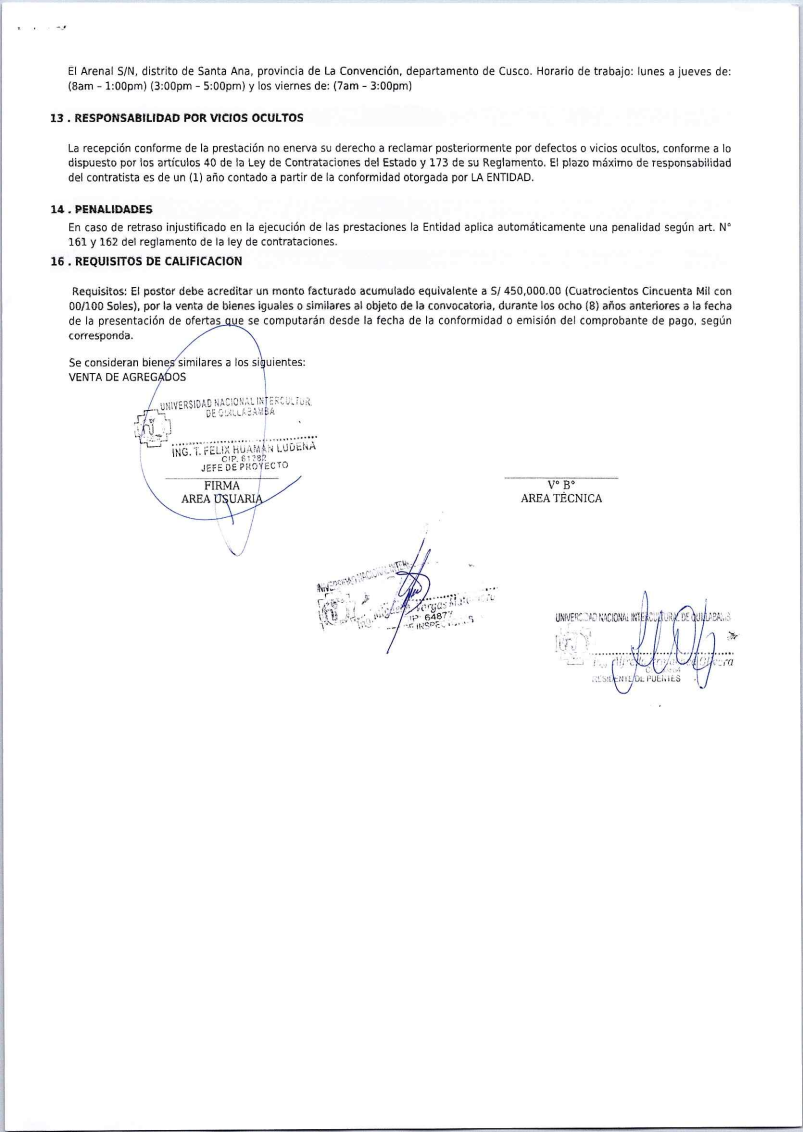 El Arenal S/N, distrito de Santa Ana, provincia de La Convención, departamento de Cusco. Horario de trabajo: lunes a jueves de:
(8am – 1:00pm) (3:00pm – 5:00pm) y los viernes de: (7am – 3:00pm)
13 . RESPONSABILIDAD POR VICIOS OCULTOS
La recepción conforme de la prestación no enerva su derecho a reclamar posteriormente por defectos o vicios ocultos, conforme a lo
dispuesto por los artículos 40 de la Ley de Contrataciones del Estado y 173 de su Reglamento. El plazo máximo de responsabilidad
del contratista es de un (1) año contado a partir de la conformidad otorgada por LA ENTIDAD.
14 . PENALIDADES
En caso de retraso injustificado en la ejecución de las prestaciones la Entidad aplica automáticamente una penalidad según art. N°
161 y 162 del reglamento de la ley de contrataciones.
16 . REQUISITOS DE CALIFICACION
Requisitos: El postor debe acreditar un monto facturado acumulado equivalente a S/ 450,000.00 (Cuatrocientos Cincuenta Mil con
00/100 Soles), por la venta de bienes iguales o similares al objeto de la convocatoria, durante los ocho (8) años anteriores a la fecha
de la presentación de ofertas que se computarán desde la fecha de la conformidad o emisión del comprobante de pago, según
corresponda.
Se consideran bienes similares a los siguientes:
VENTA DE AGREGADOS
UNIVERSIDAD NACIONAL INTERCULTUR
DE QUILLABAMBA
ING. T. FELIX HUAMAN LUDEÑA
CIP.
JEFE DE PROYECTO
FIRMA
AREA USUARIA
V° B°
AREA TÉCNICA
Vargas
64877
UNIVERSIDAD NACIONAL INTERCULTURAL DE QUILLABAMB
RESIDENTE DE PUENTES